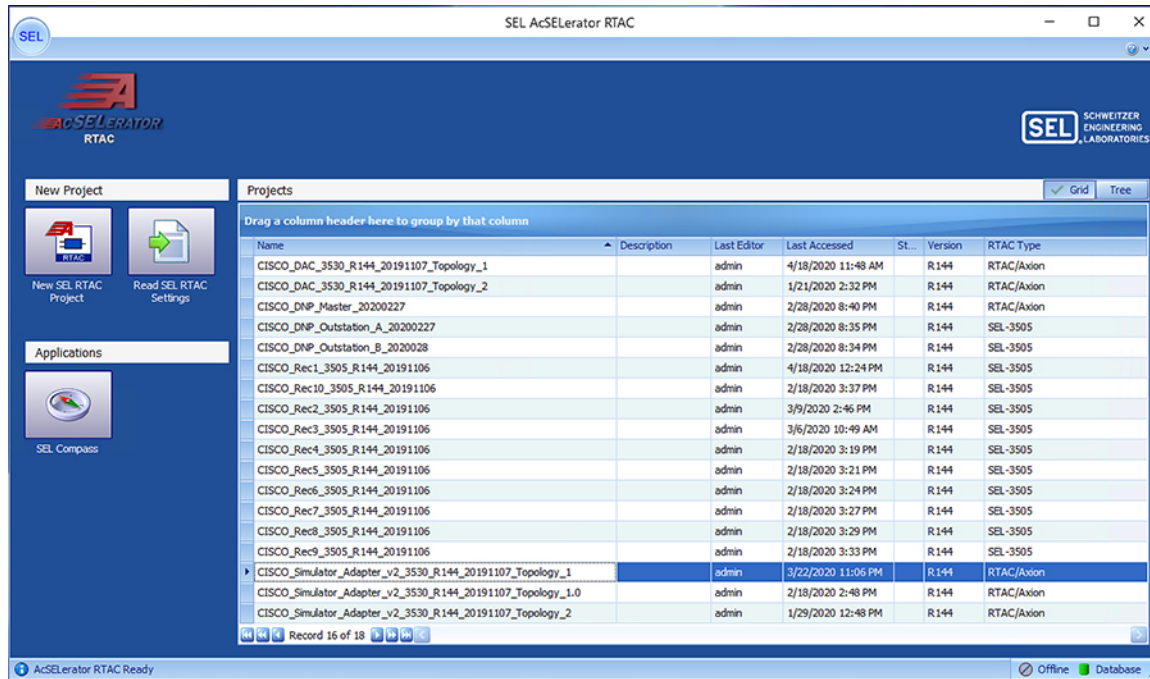 SEL AcSELerator RTAC
SEL
ACSELERATOR
RTAC
SEL SCHWEITZER ENGINEERING LABORATORIES
New Project
Projects
Grid Tree
RTAC
New SEL RTAC Project
Read SEL RTAC Settings
Applications
SEL Compass
Drag a column header here to group by that column
Name Description Last Editor Last Accessed St... Version RTAC Type
CISCO_DAC_3530_R144_20191107_Topology_1 admin 4/18/2020 11:48 AM R144 RTAC/Axion
CISCO_DAC_3530_R144_20191107_Topology_2 admin 1/21/2020 2:32 PM R144 RTAC/Axion
CISCO_DNP_Master_20200227 admin 2/28/2020 8:40 PM R144 RTAC/Axion
CISCO_DNP_Outstation_A_20200227 admin 2/28/2020 8:35 PM R144 SEL-3505
CISCO_DNP_Outstation_B_2020028 admin 2/28/2020 8:34 PM R144 SEL-3505
CISCO_Rec1_3505_R144_20191106 admin 4/18/2020 12:24 PM R144 SEL-3505
CISCO_Rec10_3505_R144_20191106 admin 2/18/2020 3:37 PM R144 SEL-3505
CISCO_Rec2_3505_R144_20191106 admin 3/9/2020 2:46 PM R144 SEL-3505
CISCO_Rec3_3505_R144_20191106 admin 3/6/2020 10:49 AM R144 SEL-3505
CISCO_Rec4_3505_R144_20191106 admin 2/18/2020 3:19 PM R144 SEL-3505
CISCO_Rec5_3505_R144_20191106 admin 2/18/2020 3:21 PM R144 SEL-3505
CISCO_Rec6_3505_R144_20191106 admin 2/18/2020 3:24 PM R144 SEL-3505
CISCO_Rec7_3505_R144_20191106 admin 2/18/2020 3:27 PM R144 SEL-3505
CISCO_Rec8_3505_R144_20191106 admin 2/18/2020 3:29 PM R144 SEL-3505
CISCO_Rec9_3505_R144_20191106 admin 2/18/2020 3:33 PM R144 SEL-3505
CISCO_Simulator_Adapter_v2_3530_R144_20191107_Topology_1 admin 3/22/2020 11:06 PM R144 RTAC/Axion
CISCO_Simulator_Adapter_v2_3530_R144_20191107_Topology_1.0 admin 2/18/2020 2:48 PM R144 RTAC/Axion
CISCO_Simulator_Adapter_v2_3530_R144_20191107_Topology_2 admin 1/29/2020 12:48 PM R144 RTAC/Axion
Record 16 of 18
AcSELerator RTAC Ready
Offline Database